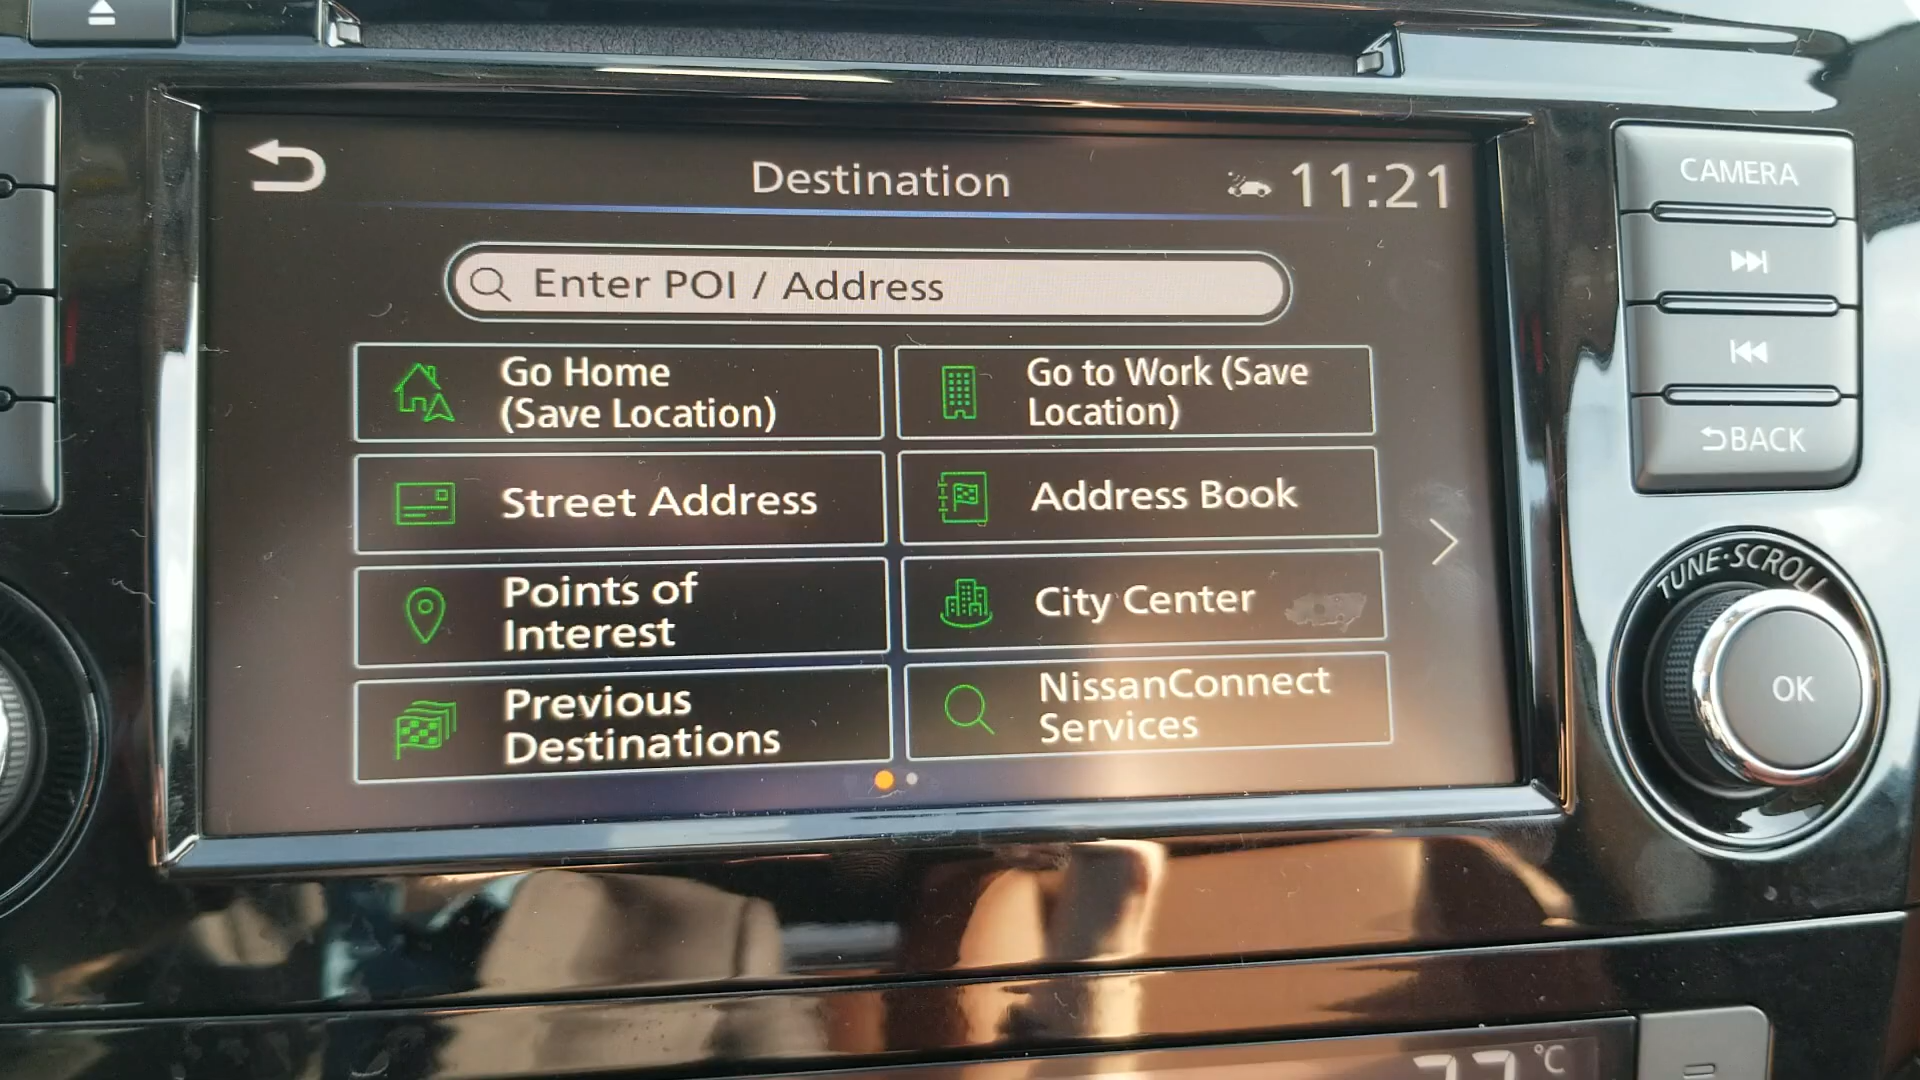 Destination
11:21
Enter POI / Address
Go Home
(Save Location)
Go to Work (Save
Location)
Street Address
Address Book
Points of
Interest
City Center
Previous
Destinations
NissanConnect
Services
CAMERA
BACK
TUNE·SCROLL
OK
°C